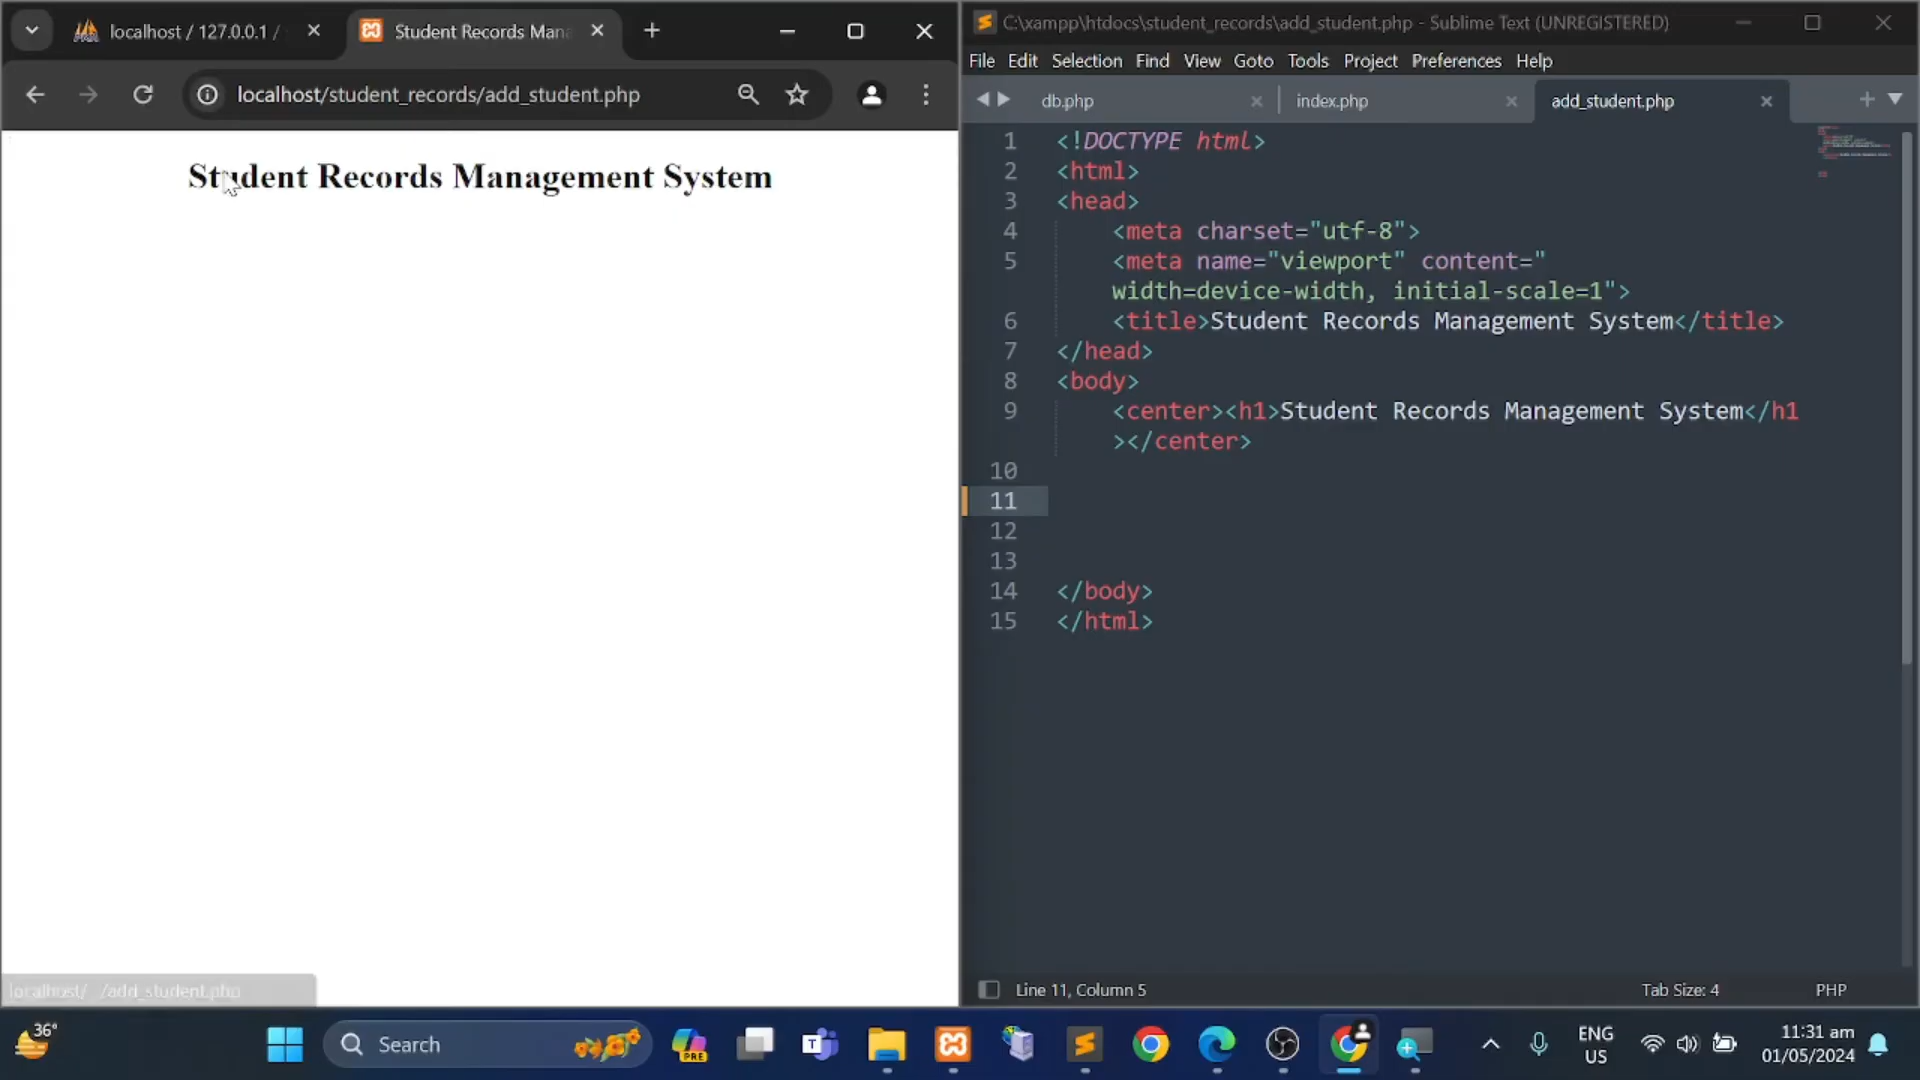 localhost / 127.0.0.1 /
Student Records Man
localhost/student_records/add_student.php
Student Records Management System
localhost/ /add_student.php
C:\xampp\htdocs\student_records\add_student.php - Sublime Text (UNREGISTERED)
File Edit Selection Find View Goto Tools Project Preferences Help
db.php
index.php
add_student.php
1 <!DOCTYPE html>
2 <html>
3 <head>
4 <meta charset="utf-8">
5 <meta name="viewport" content="
width=device-width, initial-scale=1">
6 <title>Student Records Management System</title>
7 </head>
8 <body>
9 <center><h1>Student Records Management System</h1
></center>
10
11
12
13
14 </body>
15 </html>
Line 11, Column 5
Tab Size: 4
PHP
36°
Search
PRE
ENG
US
11:31 am
01/05/2024